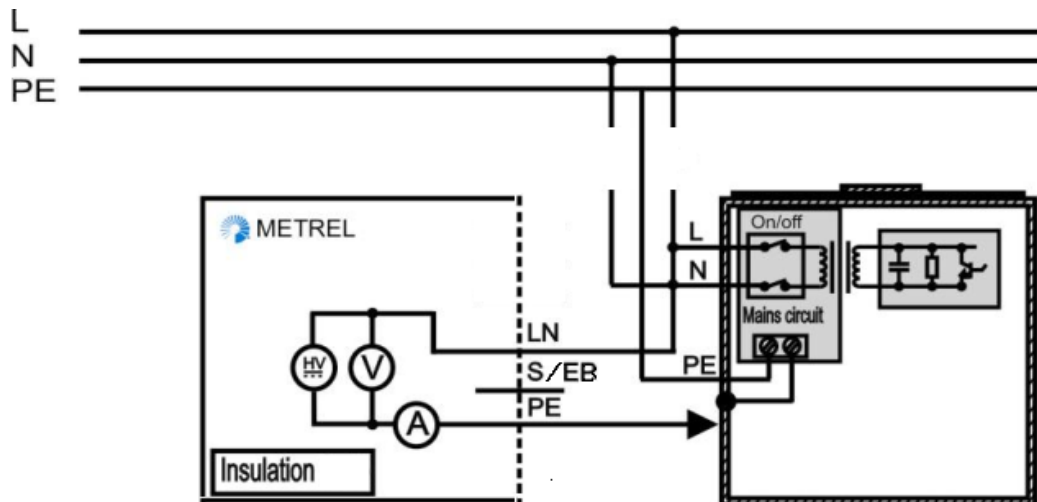 L
N
PE
METREL
On/off
L
N
Mains circuit
LN
HV
V
S/EB
PE
PE
A
Insulation